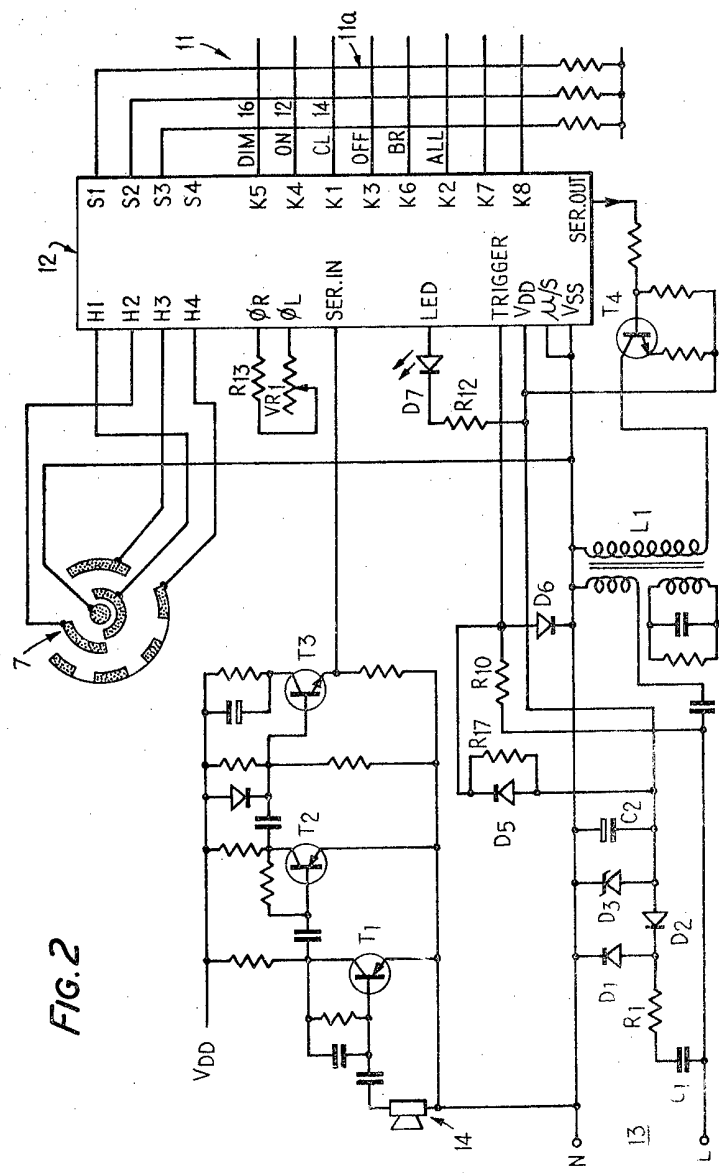 FIG. 2
12
11
11a
H1
H2
H3
H4
S1
S2
S3
S4
ØR
ØL
SER.IN
LED
TRIGGER
VDD
μ/S
VSS
SER.OUT
K5
K4
K1
K3
K6
K2
K7
K8
DIM 16
ON 12
CL 14
OFF
BR
ALL
7
R13
VR1
D7
R12
T4
VDD
T1
T2
T3
14
D6
R10
R17
D5
C2
D3
D2
D1
R1
C1
L1
N
13
L